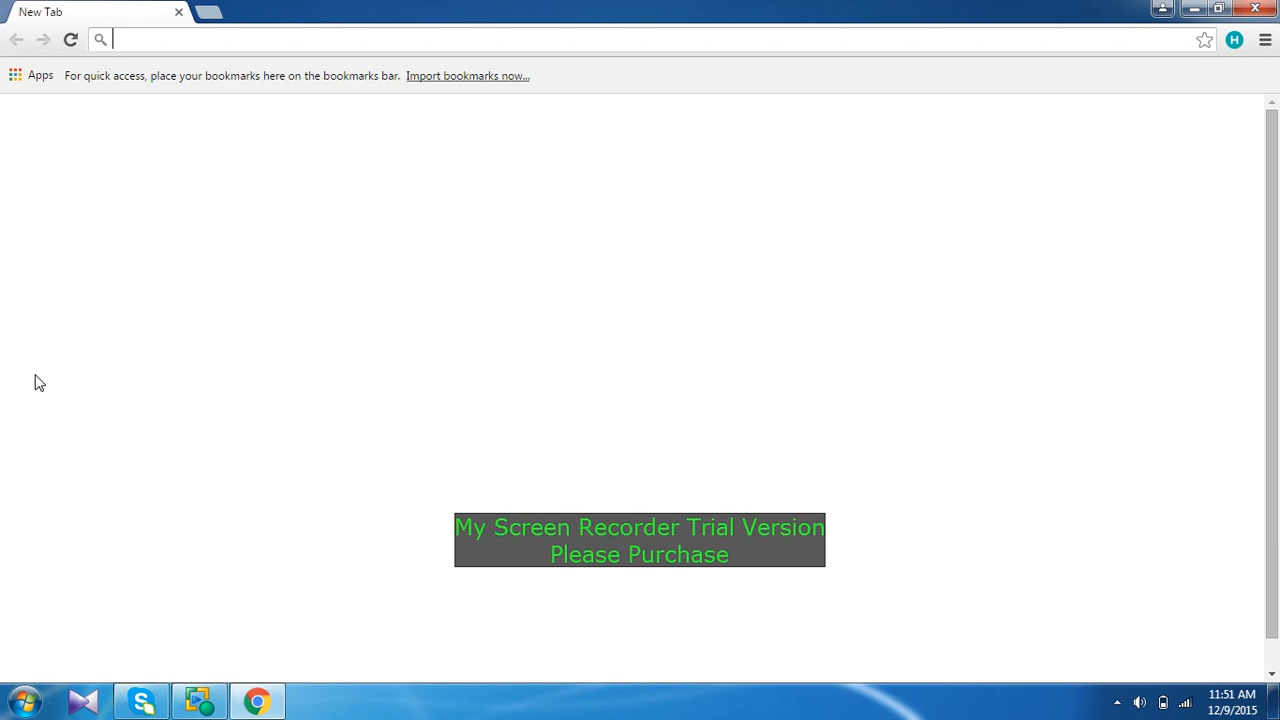 New Tab
Apps For quick access, place your bookmarks here on the bookmarks bar. Import bookmarks now...
H
My Screen Recorder Trial Version
Please Purchase
11:51 AM
12/9/2015